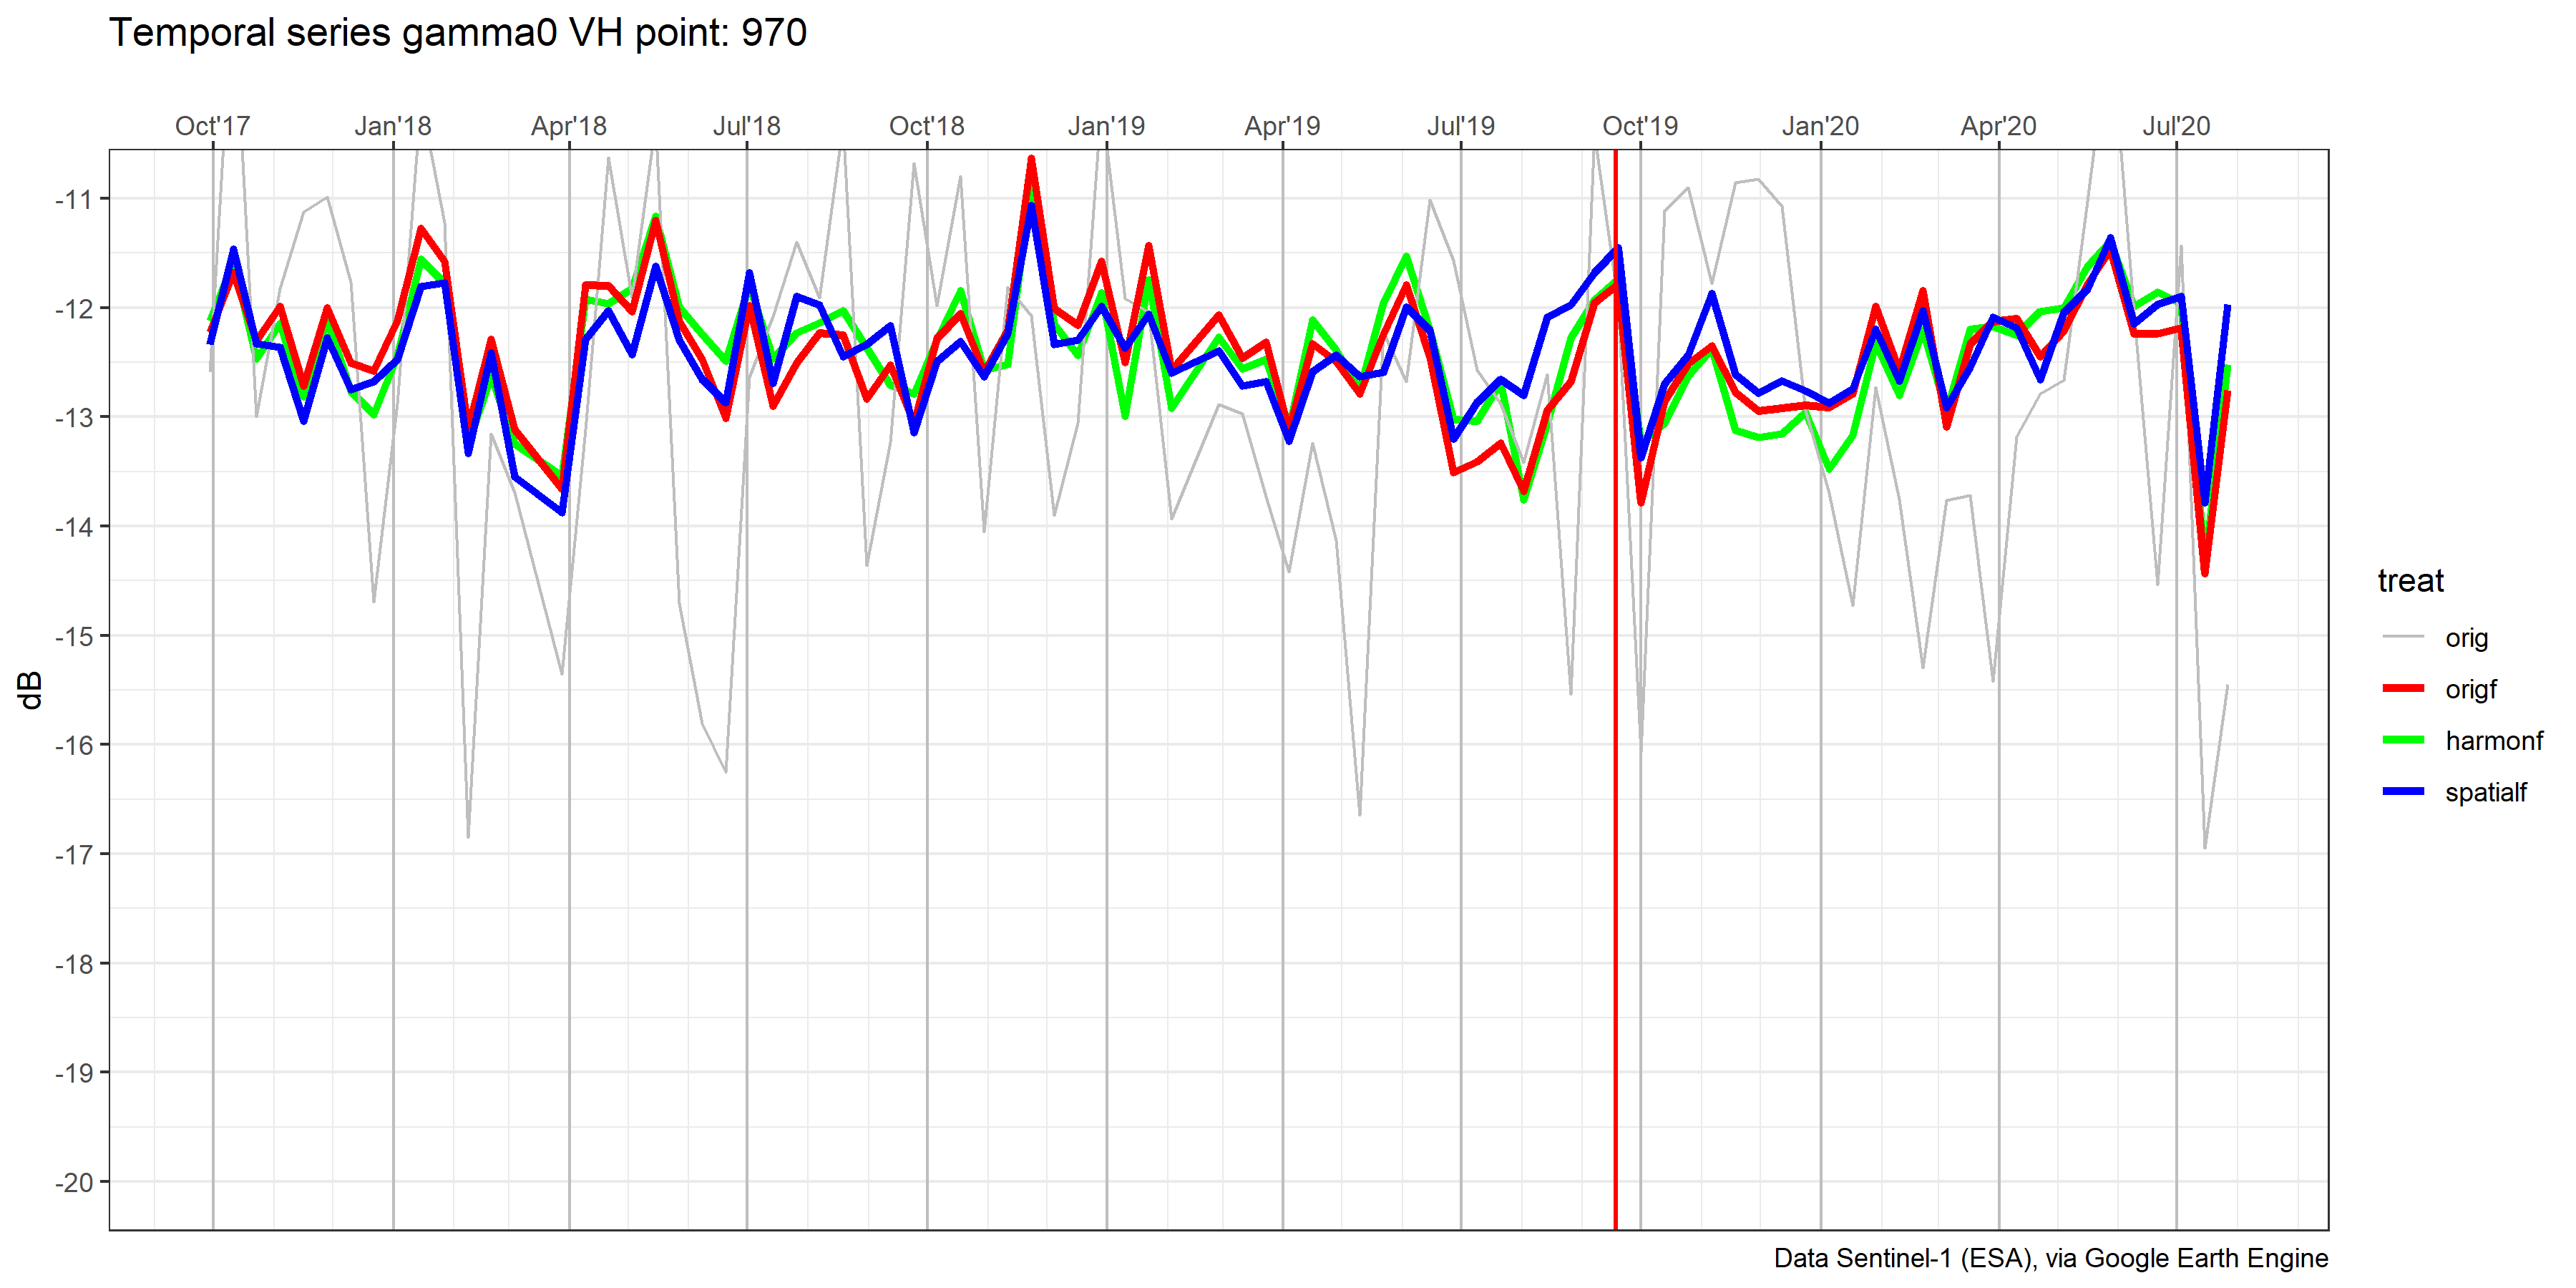 Temporal series gamma0 VH point: 970
Oct'17 Jan'18 Apr'18 Jul'18 Oct'18 Jan'19 Apr'19 Jul'19 Oct'19 Jan'20 Apr'20 Jul'20
-11
-12
-13
-14
-15
-16
-17
-18
-19
-20
dB
treat
orig
origf
harmonf
spatialf
Data Sentinel-1 (ESA), via Google Earth Engine